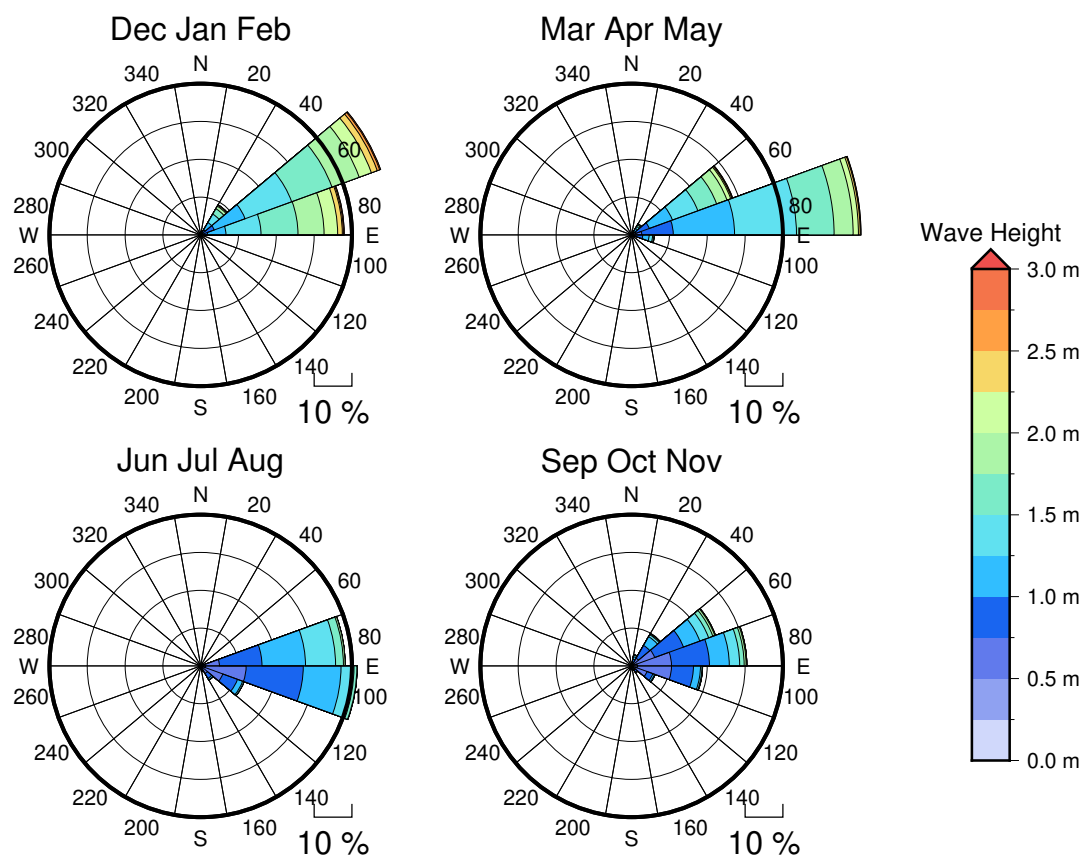 Dec Jan Feb
N
20
40
60
80
E
100
120
140
160
S
200
220
240
260
W
280
300
320
340
10 %
Mar Apr May
N
20
40
60
80
E
100
120
140
160
S
200
220
240
260
W
280
300
320
340
10 %
Wave Height
3.0 m
2.5 m
2.0 m
1.5 m
1.0 m
0.5 m
0.0 m
Jun Jul Aug
N
20
40
60
80
E
100
120
140
160
S
200
220
240
260
W
280
300
320
340
10 %
Sep Oct Nov
N
20
40
60
80
E
100
120
140
160
S
200
220
240
260
W
280
300
320
340
10 %